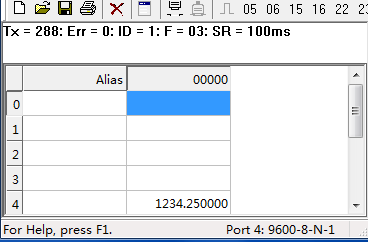 05 06 15 16 22 23
Tx = 288: Err = 0: ID = 1: F = 03: SR = 100ms
Alias 00000
0
1
2
3
4 1234.250000
For Help, press F1. Port 4: 9600-8-N-1